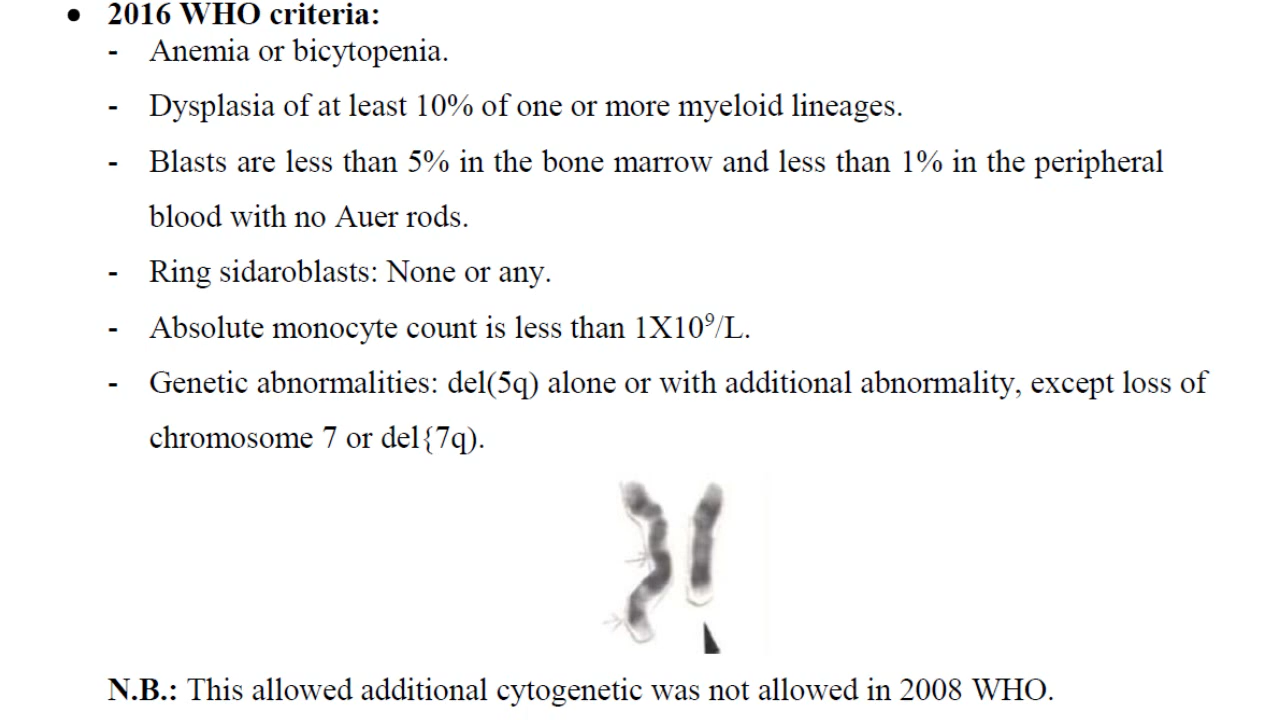 • 2016 WHO criteria:
- Anemia or bicytopenia.
- Dysplasia of at least 10% of one or more myeloid lineages.
- Blasts are less than 5% in the bone marrow and less than 1% in the peripheral
blood with no Auer rods.
- Ring sidaroblasts: None or any.
- Absolute monocyte count is less than 1X10⁹/L.
- Genetic abnormalities: del(5q) alone or with additional abnormality, except loss of
chromosome 7 or del{7q).
N.B.: This allowed additional cytogenetic was not allowed in 2008 WHO.